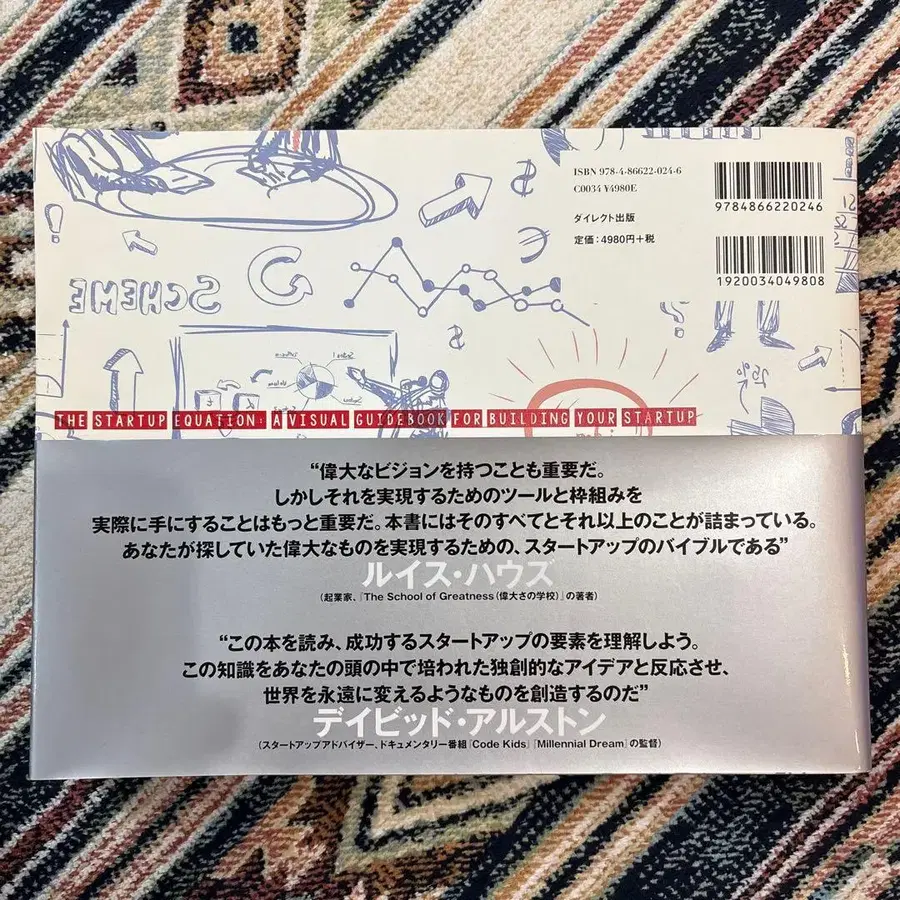 ISBN 978-4-86622-024-6
C0034 ¥4980E
ダイレクト出版
定価：4980円+税
9784866220246
1920034049808
SCHEME
THE STARTUP EQUATION: A VISUAL GUIDEBOOK FOR BUILDING YOUR STARTUP
“偉大なビジョンを持つことも重要だ。
しかしそれを実現するためのツールと枠組みを
実際に手にすることはもっと重要だ。本書にはそのすべてとそれ以上のことが詰まっている。
あなたが探していた偉大なものを実現するための、スタートアップのバイブルである”
ルイス・ハウズ
（起業家、『The School of Greatness（偉大さの学校）』の著者）
“この本を読み、成功するスタートアップの要素を理解しよう。
この知識をあなたの頭の中で培われた独創的なアイデアと反応させ、
世界を永遠に変えるようなものを創造するのだ”
デイビッド・アルストン
（スタートアップアドバイザー、ドキュメンタリー番組『Code Kids』『Millennial Dream』の監督）